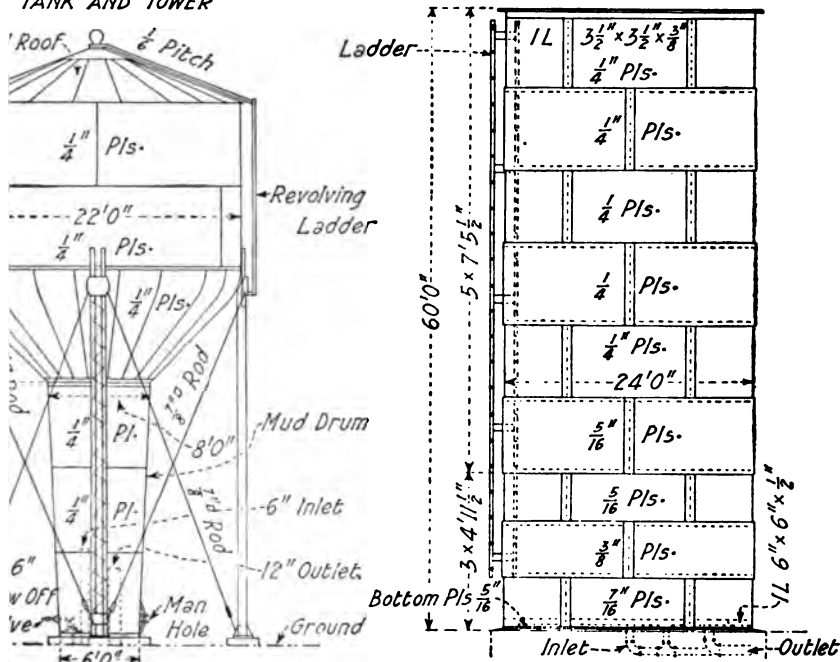 TANK AND TOWER
Roof
1/6 Pitch
1/4" Pls.
22'0"
Revolving
Ladder
1/4" Pls.
1/4" Pls.
7/8"d Rod
1/4" Pl.
8'0"
Mud Drum
1/4" Pl.
7/8"d Rod
6" Inlet
6"
12" Outlet
OFF
Man
Hole
Ground
6'0"
Ladder
1L 3 1/2" x 3 1/2" x 3/8"
1/4" Pls.
1/4" Pls.
1/4 Pls.
1/4 Pls.
1/4" Pls.
24'0"
5/16" Pls.
5/16 Pls.
3/8" Pls.
7/16" Pls.
60'0"
5 x 7'5 1/2"
3 x 4'11 1/2"
1L 6" x 6" x 1/2"
Bottom Pls 5/16"
Inlet
Outlet